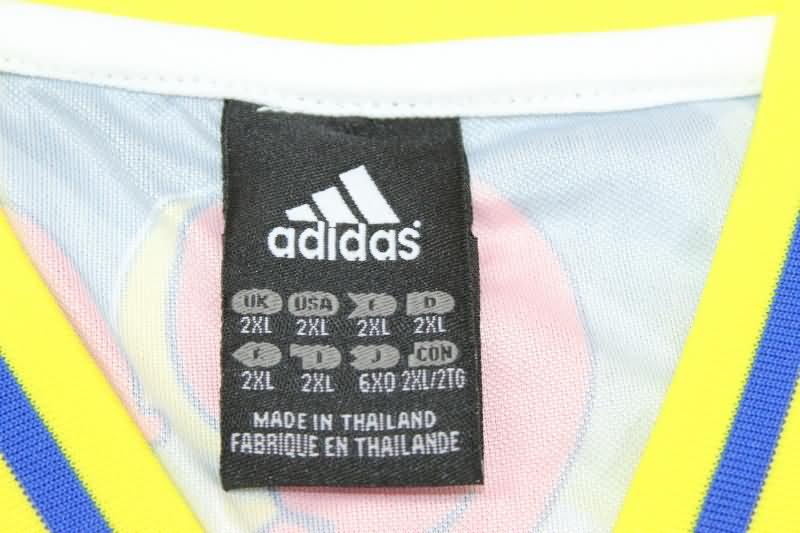 adidas
UK USA E D
2XL 2XL 2XL 2XL
F I J CON
2XL 2XL 6XO 2XL/2TG
MADE IN THAILAND
FABRIQUE EN THAILANDE